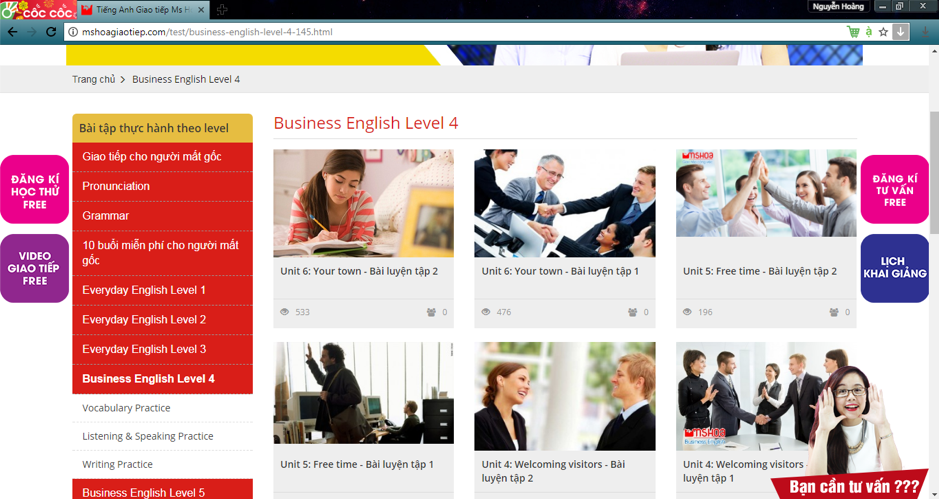 Nguyễn Hoàng
CỐC CỐC
Tiếng Anh Giao tiếp Ms H
mshoagiaotiep.com/test/business-english-level-4-145.html
Trang chủ > Business English Level 4
Bài tập thực hành theo level
Giao tiếp cho người mất gốc
Pronunciation
Grammar
10 buổi miễn phí cho người mất
gốc
Everyday English Level 1
Everyday English Level 2
Everyday English Level 3
Business English Level 4
Vocabulary Practice
Listening & Speaking Practice
Writing Practice
Business English Level 5
ĐĂNG KÍ
HỌC THỬ
FREE
VIDEO
GIAO TIẾP
FREE
Business English Level 4
MSHOA
Unit 6: Your town - Bài luyện tập 2
533
0
Unit 6: Your town - Bài luyện tập 1
476
0
Unit 5: Free time - Bài luyện tập 2
196
0
Unit 5: Free time - Bài luyện tập 1
Unit 4: Welcoming visitors - Bài
luyện tập 2
MSHOA
Unit 4: Welcoming visitors -
luyện tập 1
ĐĂNG KÍ
TƯ VẤN
FREE
LỊCH
KHAI GIẢNG
Bạn cần tư vấn ???